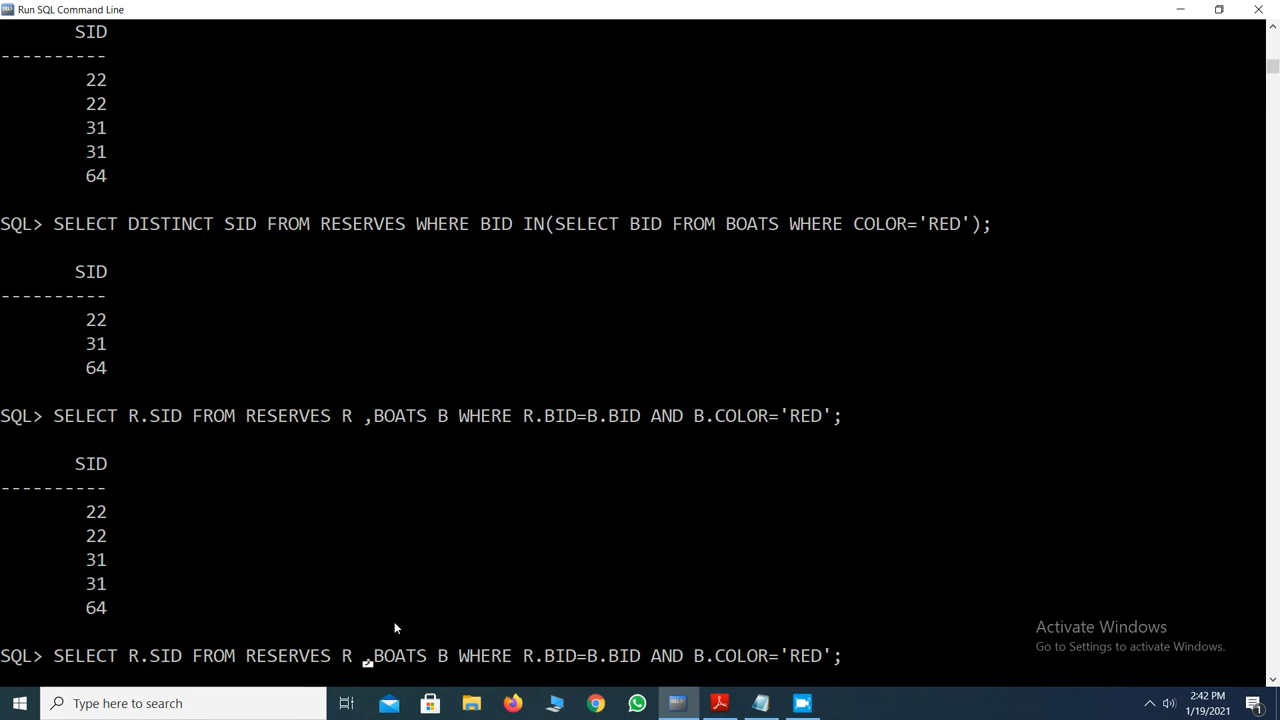 Run SQL Command Line
SID
----------
22
22
31
31
64
SQL> SELECT DISTINCT SID FROM RESERVES WHERE BID IN(SELECT BID FROM BOATS WHERE COLOR='RED');
SID
----------
22
31
64
SQL> SELECT R.SID FROM RESERVES R ,BOATS B WHERE R.BID=B.BID AND B.COLOR='RED';
SID
----------
22
22
31
31
64
SQL> SELECT R.SID FROM RESERVES R ,BOATS B WHERE R.BID=B.BID AND B.COLOR='RED';
Activate Windows
Go to Settings to activate Windows.
Type here to search
2:42 PM
1/19/2021
1